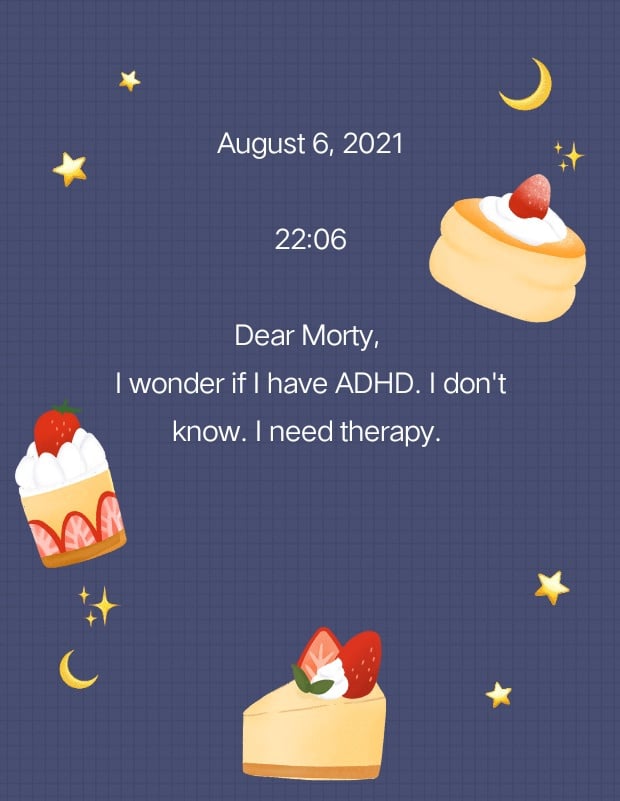 August 6, 2021
22:06
Dear Morty,
I wonder if I have ADHD. I don't
know. I need therapy.